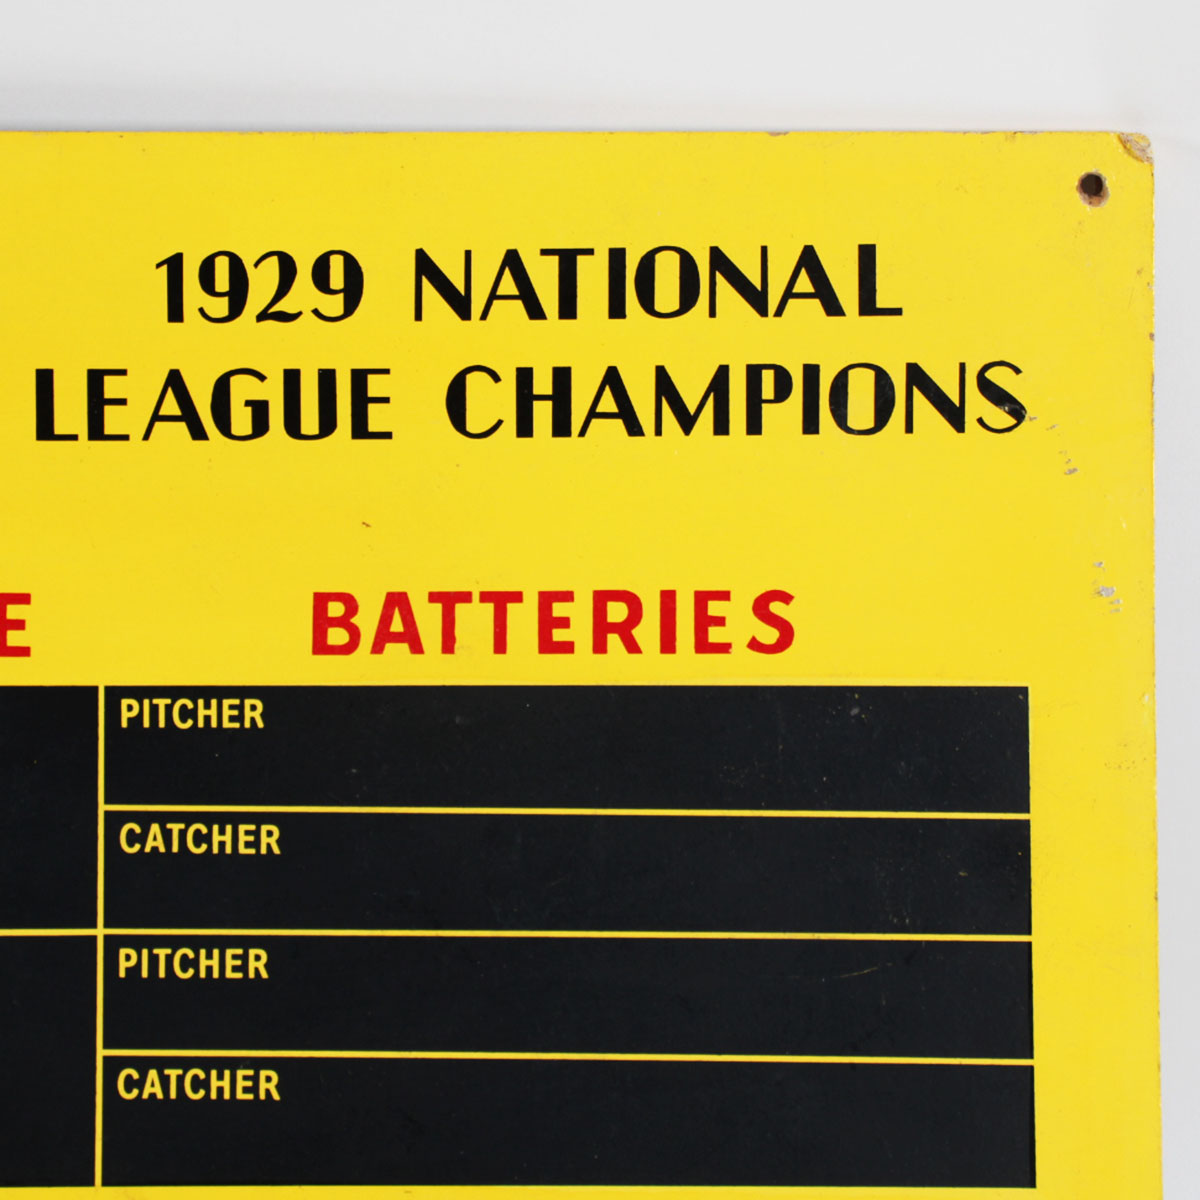 1929 NATIONAL
LEAGUE CHAMPIONS
E BATTERIES
PITCHER
CATCHER
PITCHER
CATCHER